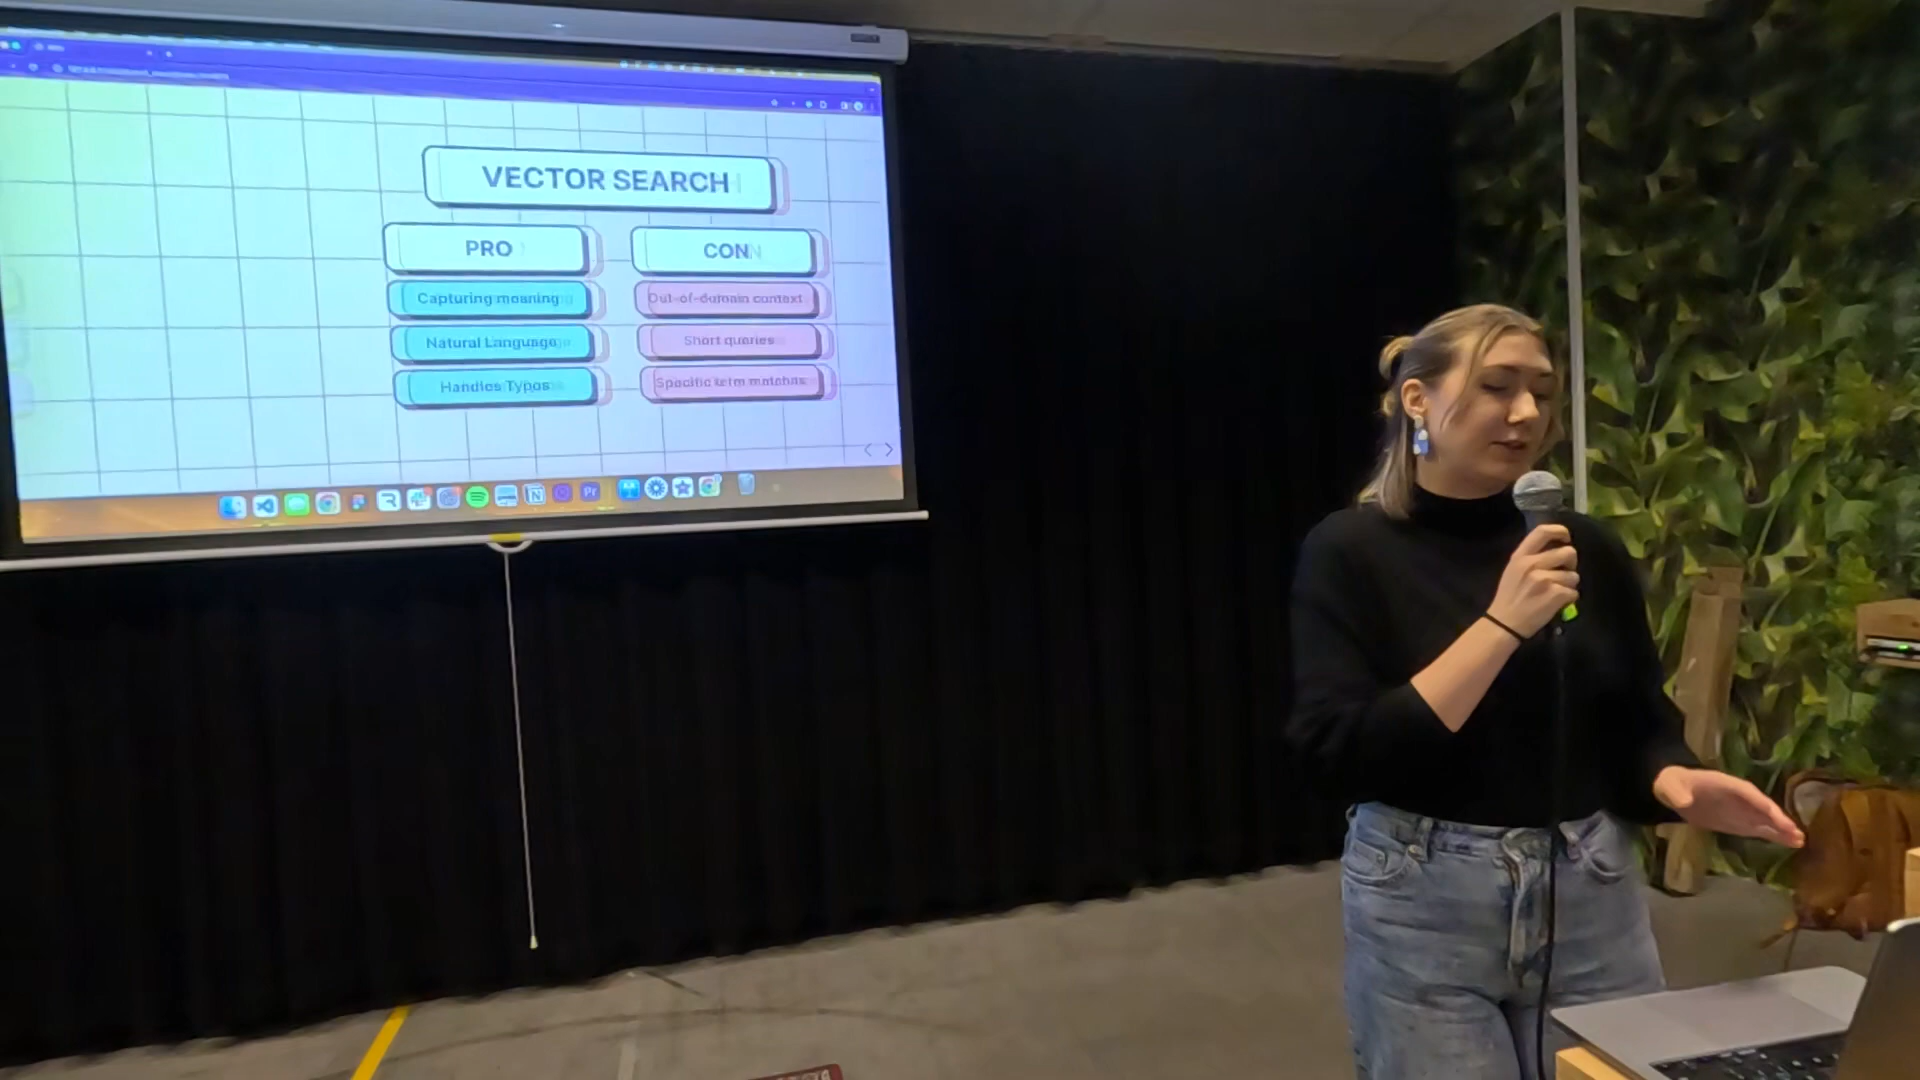 VECTOR SEARCH
PRO
CON
Capturing meaning
Out-of-domain context
Natural Language
Short queries
Handles Typos
Specific term matches
Pr